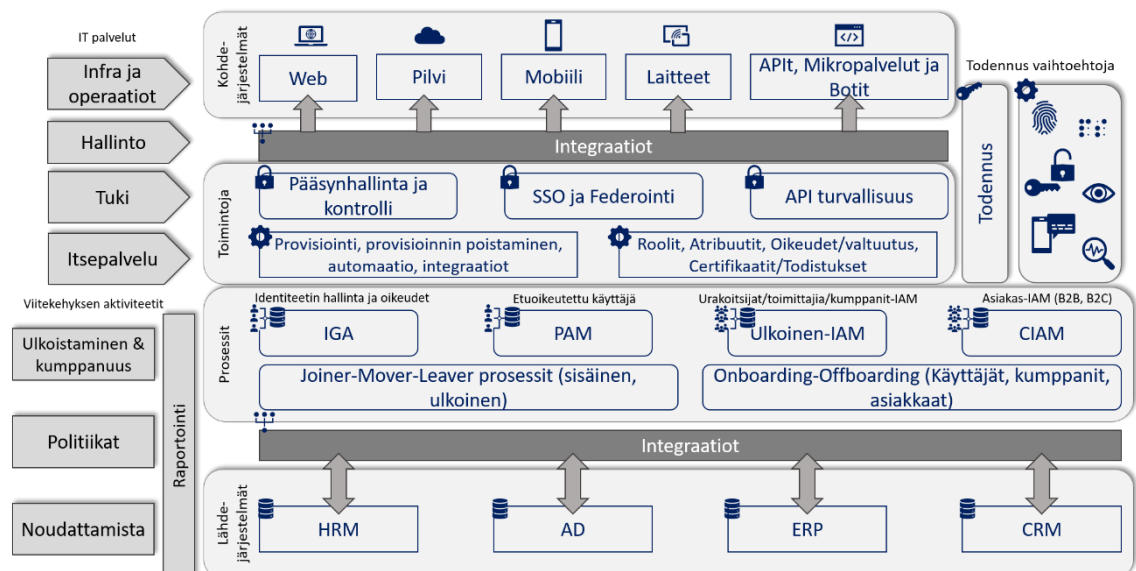 IT palvelut
Infra ja
operaatiot
Hallinto
Tuki
Itsepalvelu
Viitekehyksen aktiviteetit
Ulkoistaminen &
kumppanuus
Politiikat
Noudattamista
Raportointi
Kohde-
järjestelmät
Web
Pilvi
Mobiili
Laitteet
APIt, Mikropalvelut ja
Botit
Integraatiot
Toimintoja
Pääsynhallinta ja
kontrolli
SSO ja Federointi
API turvallisuus
Provisiointi, provisioinnin poistaminen,
automaatio, integraatiot
Roolit, Atribuutit, Oikeudet/valtuutus,
Certifikaatit/Todistukset
Todennus
Todennus vaihtoehtoja
Prosessit
Identiteetin hallinta ja oikeudet
IGA
Etuoikeutettu käyttäjä
PAM
Urakoitsijat/toimittajia/kumppanit-IAM
Ulkoinen-IAM
Asiakas-IAM (B2B, B2C)
CIAM
Joiner-Mover-Leaver prosessit (sisäinen,
ulkoinen)
Onboarding-Offboarding (Käyttäjät, kumppanit,
asiakkaat)
Integraatiot
Lähde-
järjestelmät
HRM
AD
ERP
CRM